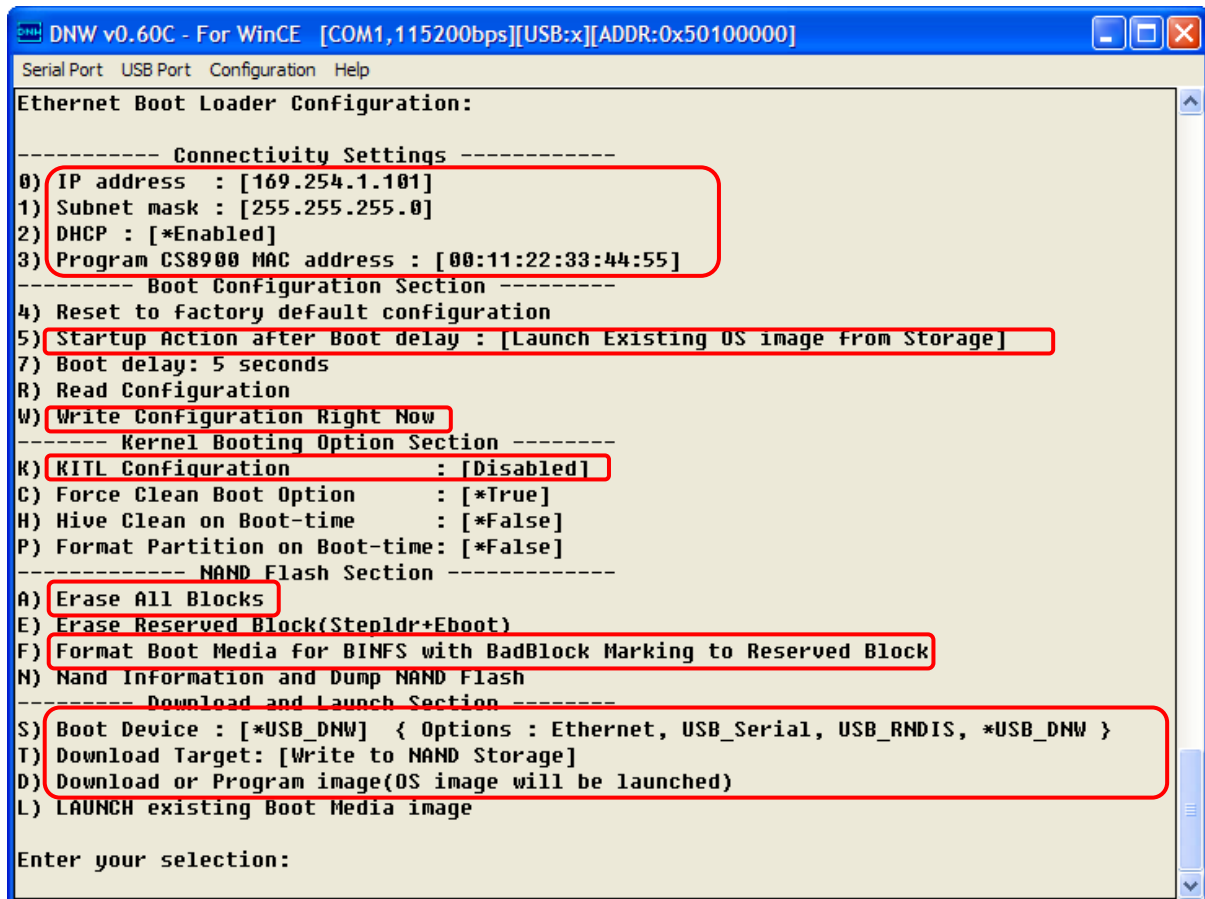 DNW v0.60C - For WinCE   [COM1,115200bps][USB:x][ADDR:0x50100000]
Serial Port  USB Port  Configuration  Help
Ethernet Boot Loader Configuration:
----------- Connectivity Settings ------------
0) IP address  : [169.254.1.101]
1) Subnet mask : [255.255.255.0]
2) DHCP : [*Enabled]
3) Program CS8900 MAC address : [00:11:22:33:44:55]
--------- Boot Configuration Section ---------
4) Reset to factory default configuration
5) Startup Action after Boot delay : [Launch Existing OS image from Storage]
7) Boot delay: 5 seconds
R) Read Configuration
W) Write Configuration Right Now
------- Kernel Booting Option Section --------
K) KITL Configuration           : [Disabled]
C) Force Clean Boot Option      : [*True]
H) Hive Clean on Boot-time      : [*False]
P) Format Partition on Boot-time: [*False]
------------- NAND Flash Section -------------
A) Erase All Blocks
E) Erase Reserved Block(Stepldr+Eboot)
F) Format Boot Media for BINFS with BadBlock Marking to Reserved Block
N) Nand Information and Dump NAND Flash
--------- Download and Launch Section --------
S) Boot Device : [*USB_DNW]  { Options : Ethernet, USB_Serial, USB_RNDIS, *USB_DNW }
T) Download Target: [Write to NAND Storage]
D) Download or Program image(OS image will be launched)
L) LAUNCH existing Boot Media image
Enter your selection: